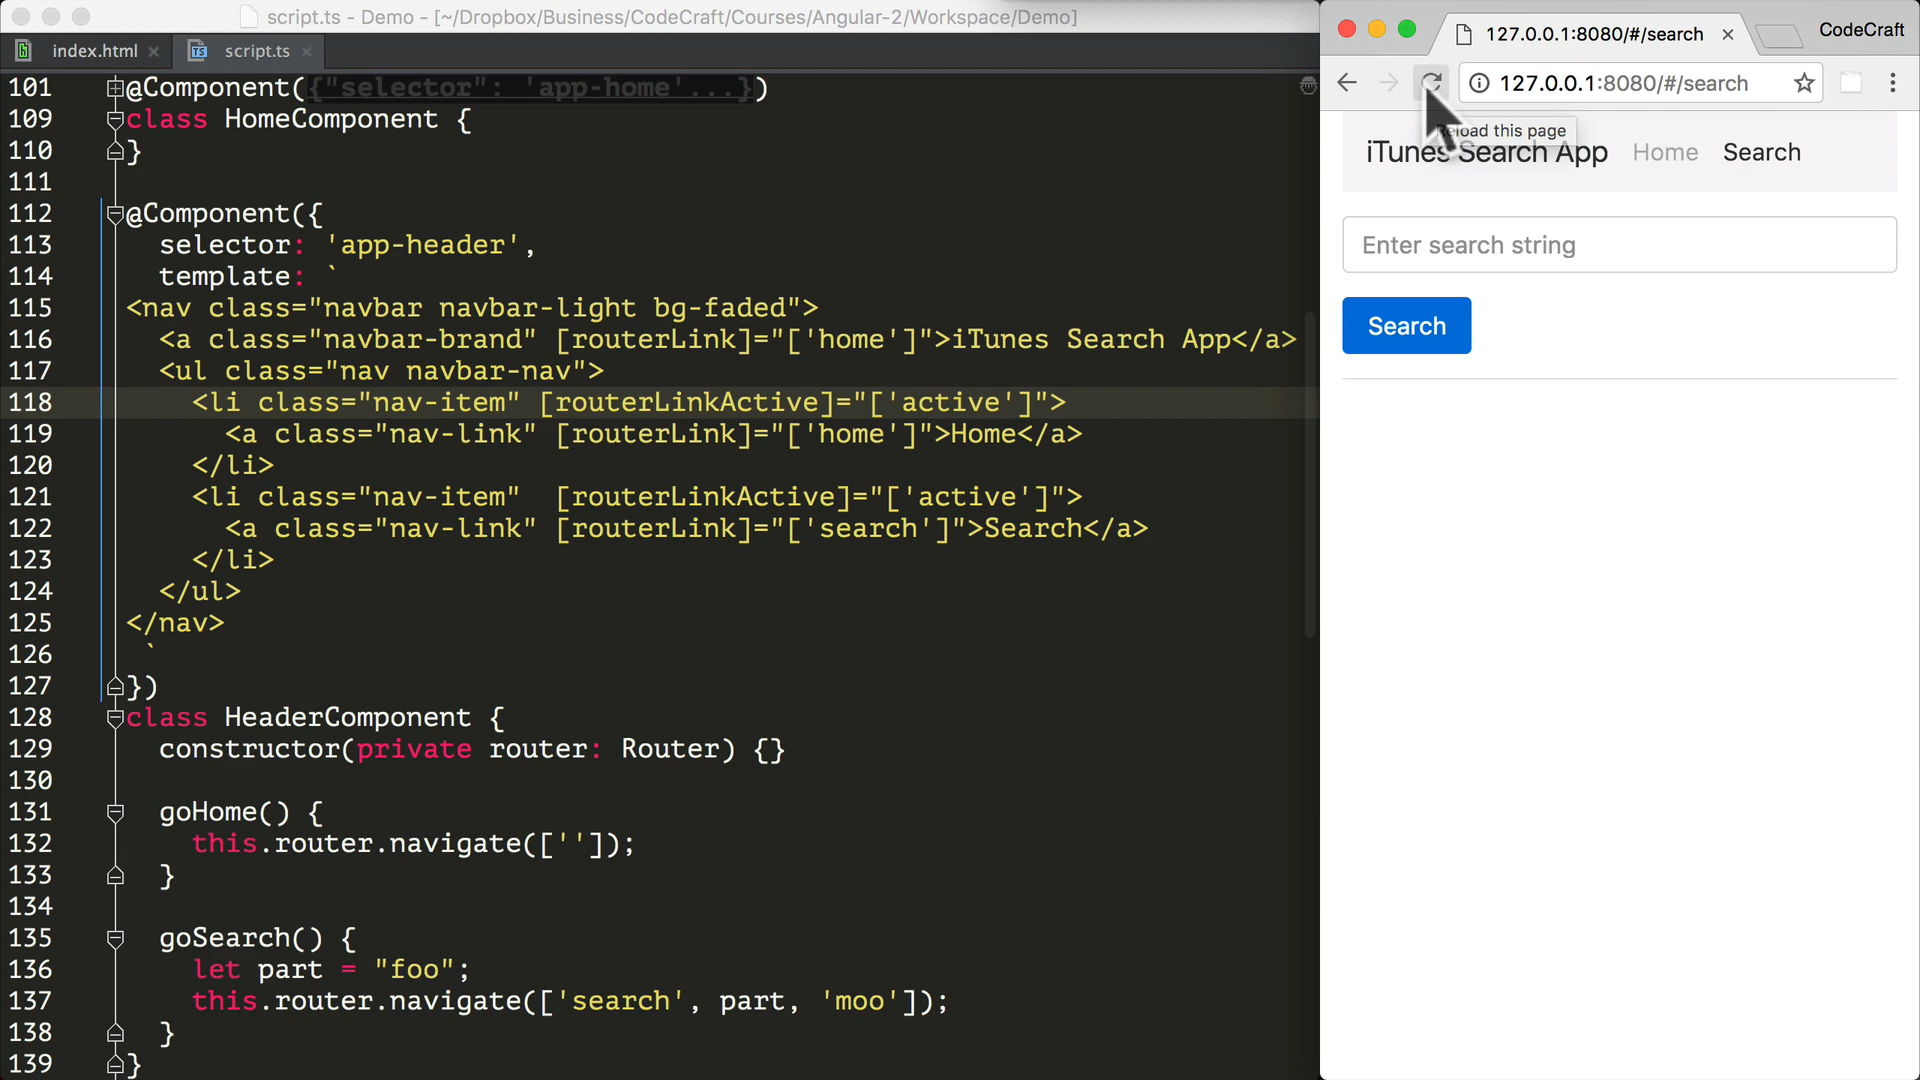 script.ts - Demo - [~/Dropbox/Business/CodeCraft/Courses/Angular-2/Workspace/Demo]
index.html
script.ts
101 @Component({"selector": 'app-home'...})
109 class HomeComponent {
110 }
111
112 @Component({
113 selector: 'app-header',
114 template: `
115 <nav class="navbar navbar-light bg-faded">
116 <a class="navbar-brand" [routerLink]="['home']">iTunes Search App</a>
117 <ul class="nav navbar-nav">
118 <li class="nav-item" [routerLinkActive]="['active']">
119 <a class="nav-link" [routerLink]="['home']">Home</a>
120 </li>
121 <li class="nav-item"  [routerLinkActive]="['active']">
122 <a class="nav-link" [routerLink]="['search']">Search</a>
123 </li>
124 </ul>
125 </nav>
126 `
127 })
128 class HeaderComponent {
129 constructor(private router: Router) {}
130
131 goHome() {
132 this.router.navigate(['']);
133 }
134
135 goSearch() {
136 let part = "foo";
137 this.router.navigate(['search', part, 'moo']);
138 }
139 }
127.0.0.1:8080/#/search
CodeCraft
127.0.0.1:8080/#/search
Reload this page
iTunes Search App Home Search
Enter search string
Search